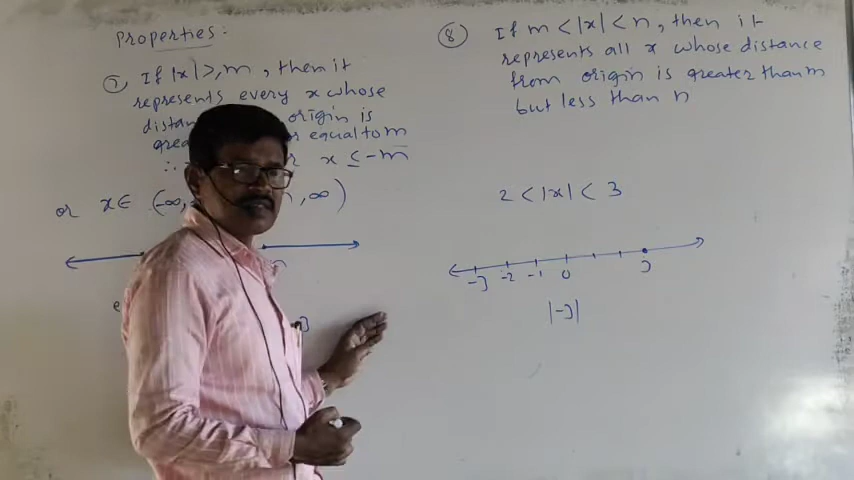 Properties:
⑦ If |x| ⩾ m, then it
represents every x whose
origin is
equal to m
x ≤ -m
or x ∈ (-∞, , ∞)
⑧ If m < |x| < n, then it
represents all x whose distance
from origin is greater than m
but less than n
2 < |x| < 3
-3 -2 -1 0 3
|-3|